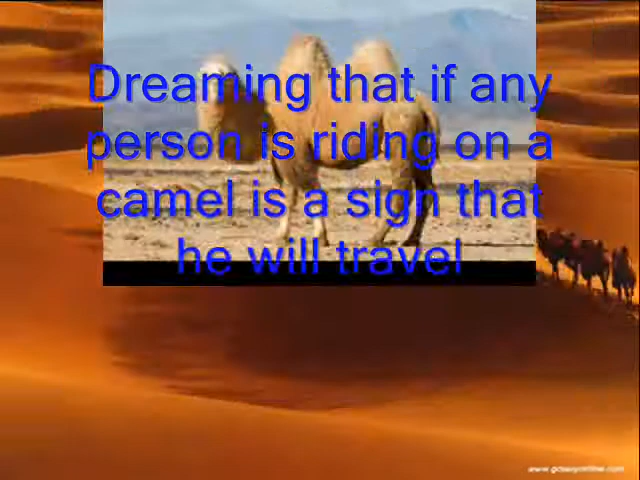 Dreaming that if any
person is riding on a
camel is a sign that
he will travel